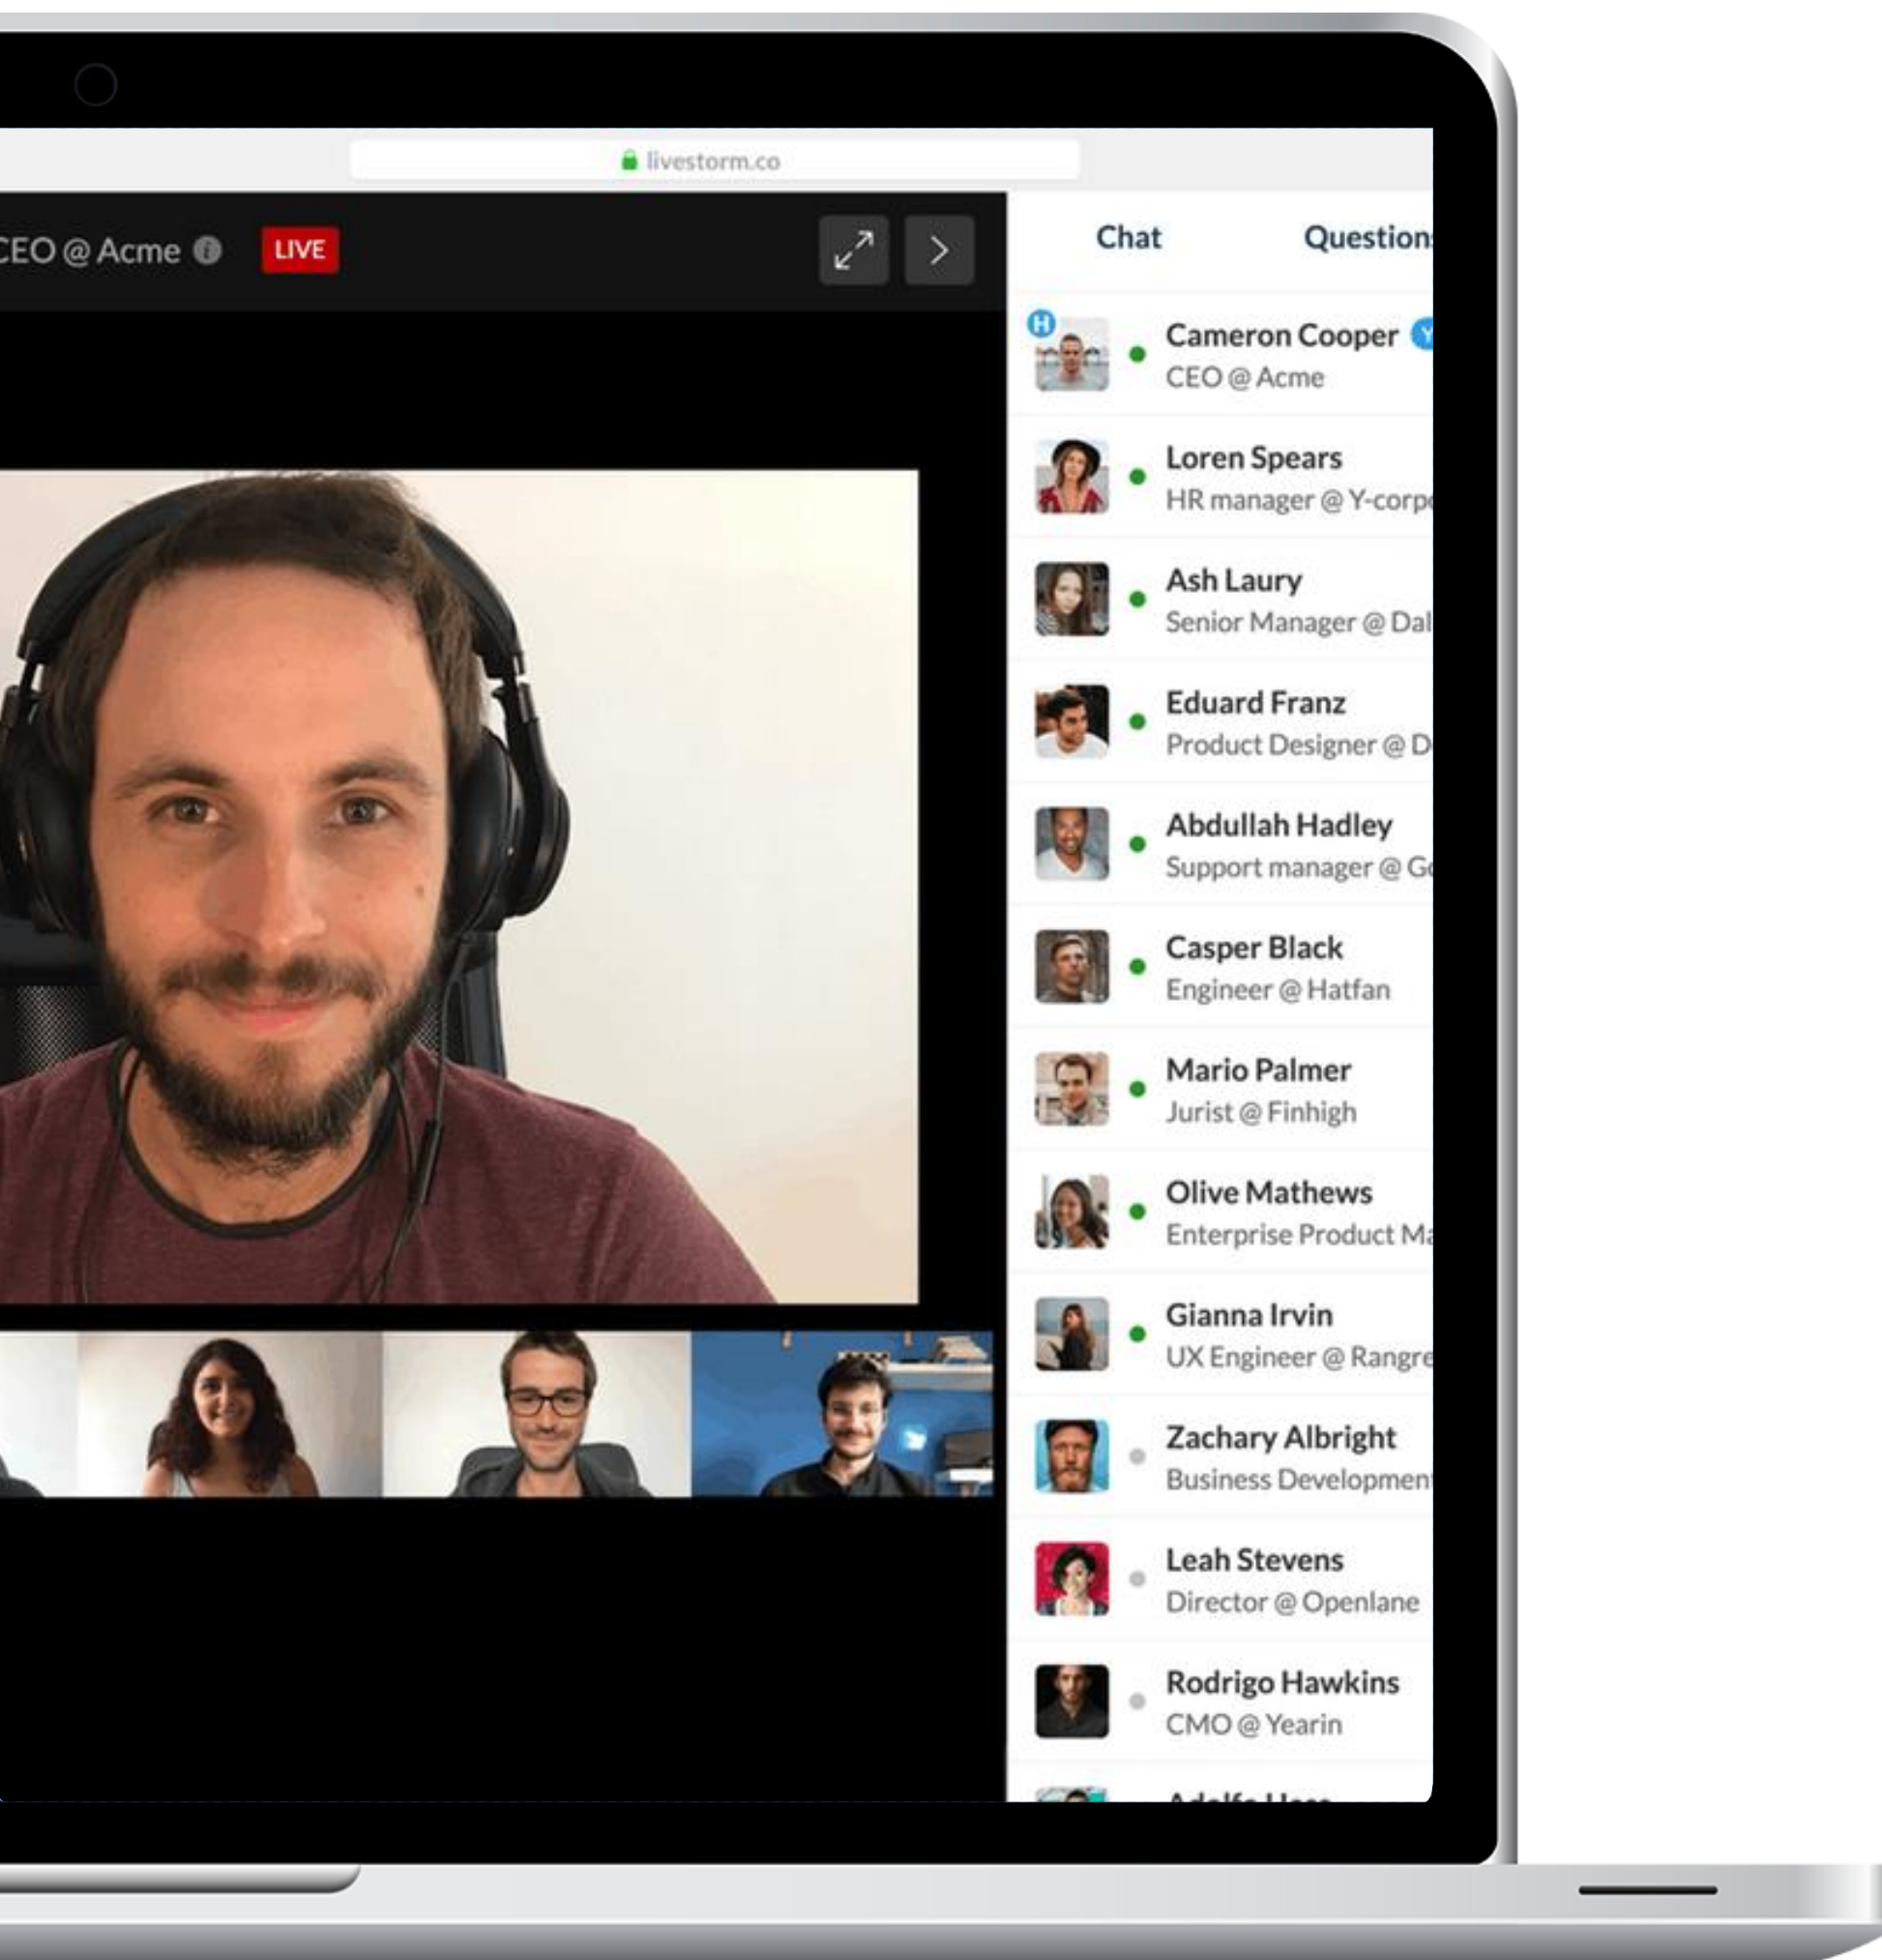 livestorm.co
CEO @ Acme
LIVE
Chat
Question
H
Cameron Cooper Y
CEO @ Acme
Loren Spears
HR manager @ Y-corp
Ash Laury
Senior Manager @ Dal
Eduard Franz
Product Designer @ D
Abdullah Hadley
Support manager @ G
Casper Black
Engineer @ Hatfan
Mario Palmer
Jurist @ Finhigh
Olive Mathews
Enterprise Product Ma
Gianna Irvin
UX Engineer @ Rangre
Zachary Albright
Business Developmen
Leah Stevens
Director @ Openlane
Rodrigo Hawkins
CMO @ Yearin